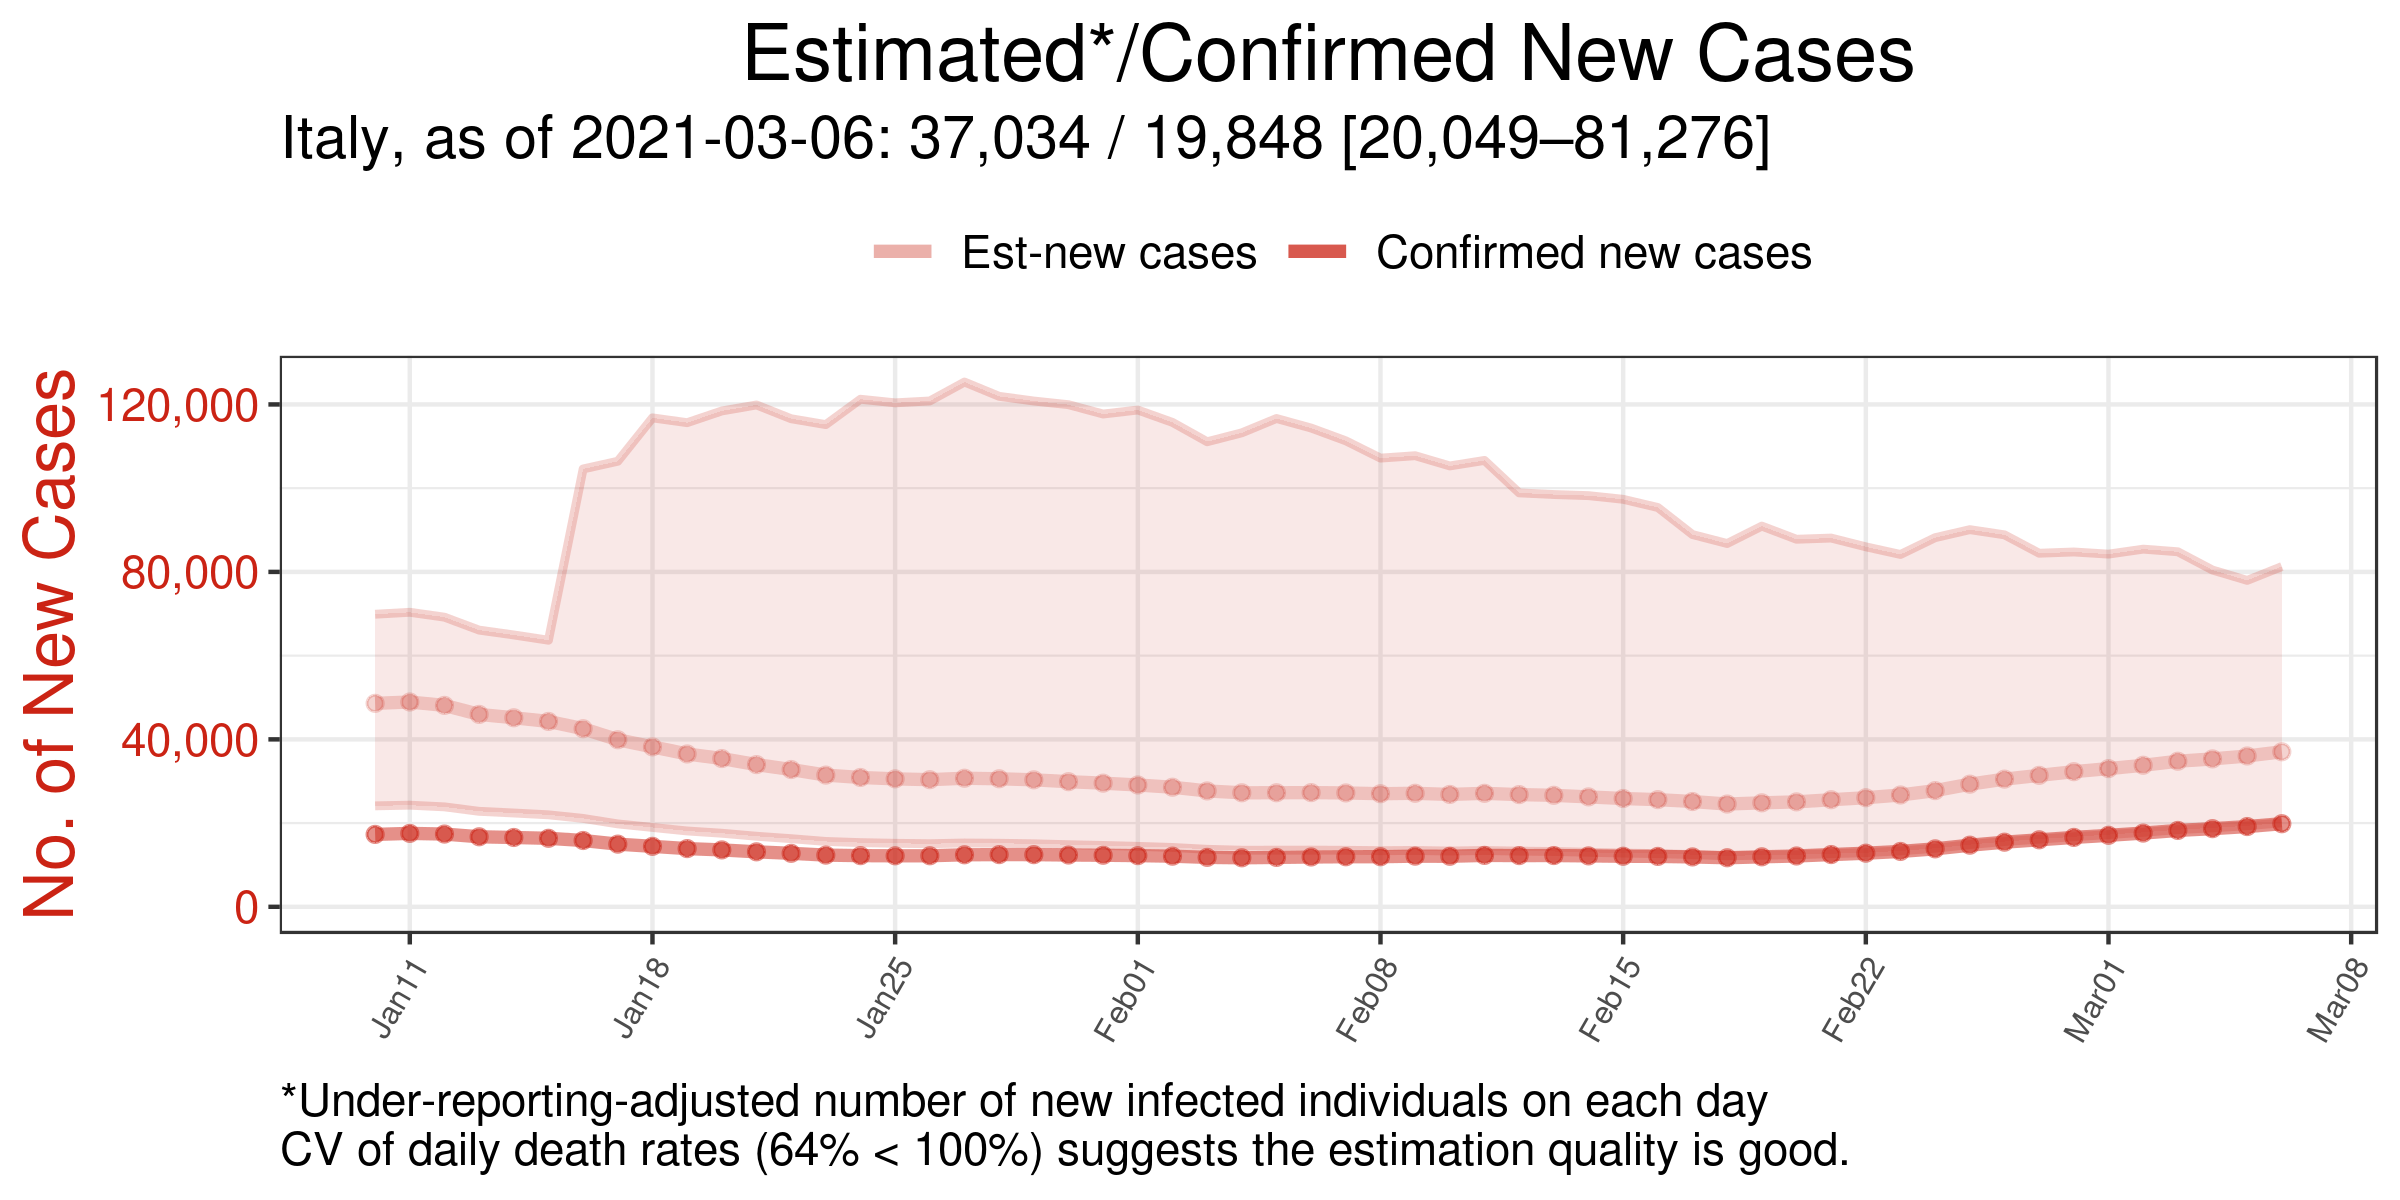 Estimated*/Confirmed New Cases
Italy, as of 2021-03-06: 37,034 / 19,848 [20,049–81,276]
Est-new cases
Confirmed new cases
No. of New Cases
120,000
80,000
40,000
0
Jan11
Jan18
Jan25
Feb01
Feb08
Feb15
Feb22
Mar01
Mar08
*Under-reporting-adjusted number of new infected individuals on each day
CV of daily death rates (64% < 100%) suggests the estimation quality is good.